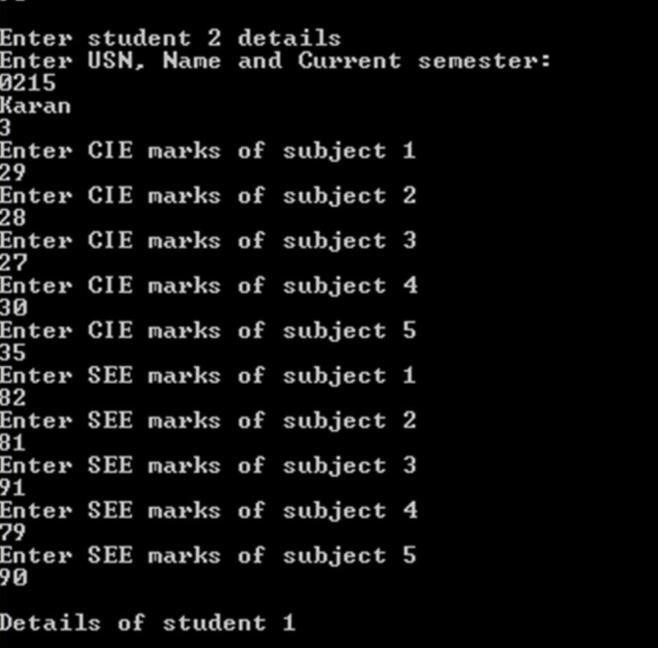 Enter student 2 details
Enter USN, Name and Current semester:
0215
Karan
3
Enter CIE marks of subject 1
29
Enter CIE marks of subject 2
28
Enter CIE marks of subject 3
27
Enter CIE marks of subject 4
30
Enter CIE marks of subject 5
35
Enter SEE marks of subject 1
82
Enter SEE marks of subject 2
81
Enter SEE marks of subject 3
91
Enter SEE marks of subject 4
79
Enter SEE marks of subject 5
90
Details of student 1